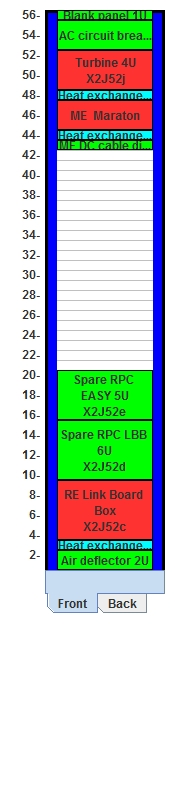 56- Blank panel 1U
54- AC circuit brea...
52-
Turbine 4U
50- X2J52j
48- Heat exchange...
46- ME Maraton
44- Heat exchange...
ME DC cable di...
42-
40-
38-
36-
34-
32-
30-
28-
26-
24-
22-
20- Spare RPC
EASY 5U
18- X2J52e
16-
14- Spare RPC LBB
6U
12- X2J52d
10-
8- RE Link Board
Box
6- X2J52c
4-
Heat exchange...
2- Air deflector 2U
Front Back